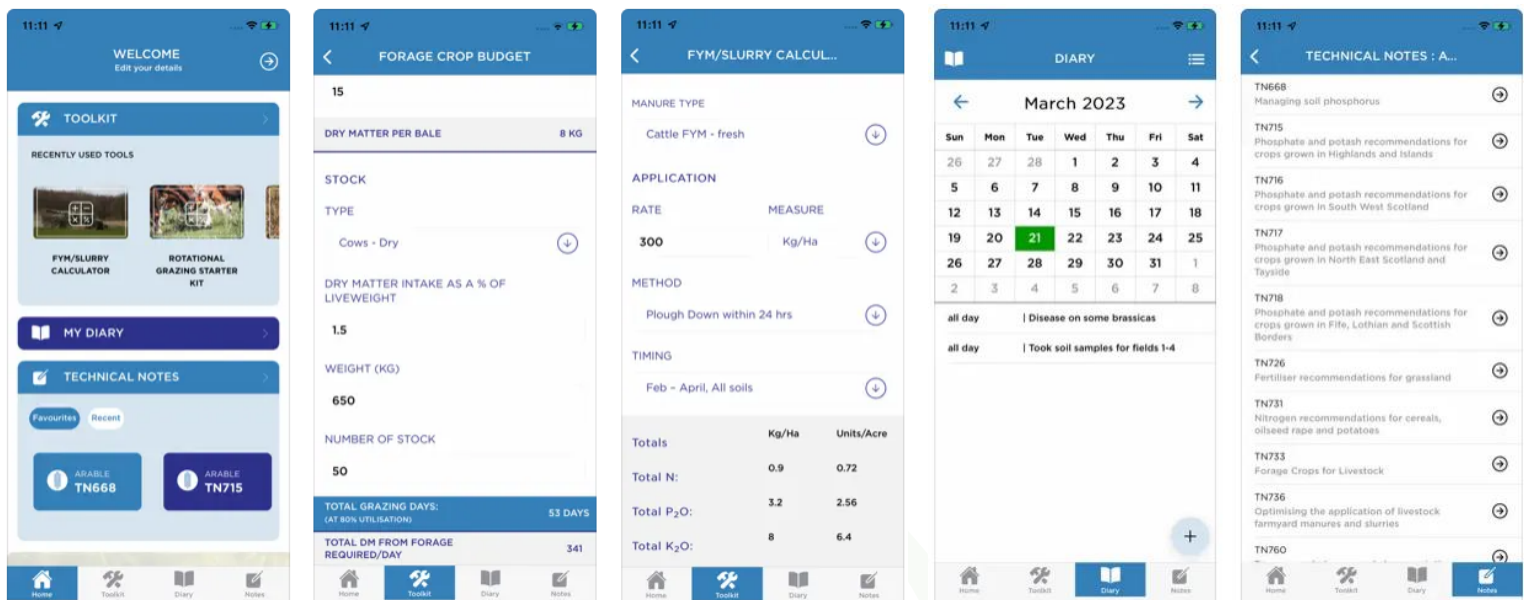 11:11
WELCOME
Edit your details
TOOLKIT
RECENTLY USED TOOLS
FYM/SLURRY
CALCULATOR
ROTATIONAL
GRAZING STARTER
KIT
MY DIARY
TECHNICAL NOTES
Favourites Recent
ARABLE
TN668
ARABLE
TN715
Home Toolkit Diary Notes
11:11
FORAGE CROP BUDGET
15
DRY MATTER PER BALE 8 KG
STOCK
TYPE
Cows - Dry
DRY MATTER INTAKE AS A % OF
LIVEWEIGHT
1.5
WEIGHT (KG)
650
NUMBER OF STOCK
50
TOTAL GRAZING DAYS:
(AT 80% UTILISATION) 53 DAYS
TOTAL DM FROM FORAGE
REQUIRED/DAY 341
Home Toolkit Diary Notes
11:11
FYM/SLURRY CALCUL...
MANURE TYPE
Cattle FYM - fresh
APPLICATION
RATE MEASURE
300 Kg/Ha
METHOD
Plough Down within 24 hrs
TIMING
Feb – April, All soils
Totals Kg/Ha Units/Acre
Total N: 0.9 0.72
Total P₂O: 3.2 2.56
Total K₂O: 8 6.4
Home Toolkit Diary Notes
11:11
DIARY
March 2023
Sun Mon Tue Wed Thu Fri Sat
26 27 28 1 2 3 4
5 6 7 8 9 10 11
12 13 14 15 16 17 18
19 20 21 22 23 24 25
26 27 28 29 30 31 1
2 3 4 5 6 7 8
all day | Disease on some brassicas
all day | Took soil samples for fields 1-4
Home Toolkit Diary Notes
11:11
TECHNICAL NOTES : A...
TN668
Managing soil phosphorus
TN715
Phosphate and potash recommendations for
crops grown in Highlands and Islands
TN716
Phosphate and potash recommendations for
crops grown in South West Scotland
TN717
Phosphate and potash recommendations for
crops grown in North East Scotland and
Tayside
TN718
Phosphate and potash recommendations for
crops grown in Fife, Lothian and Scottish
Borders
TN726
Fertiliser recommendations for grassland
TN731
Nitrogen recommendations for cereals,
oilseed rape and potatoes
TN733
Forage Crops for Livestock
TN736
Optimising the application of livestock
farmyard manures and slurries
TN760
Home Toolkit Diary Notes